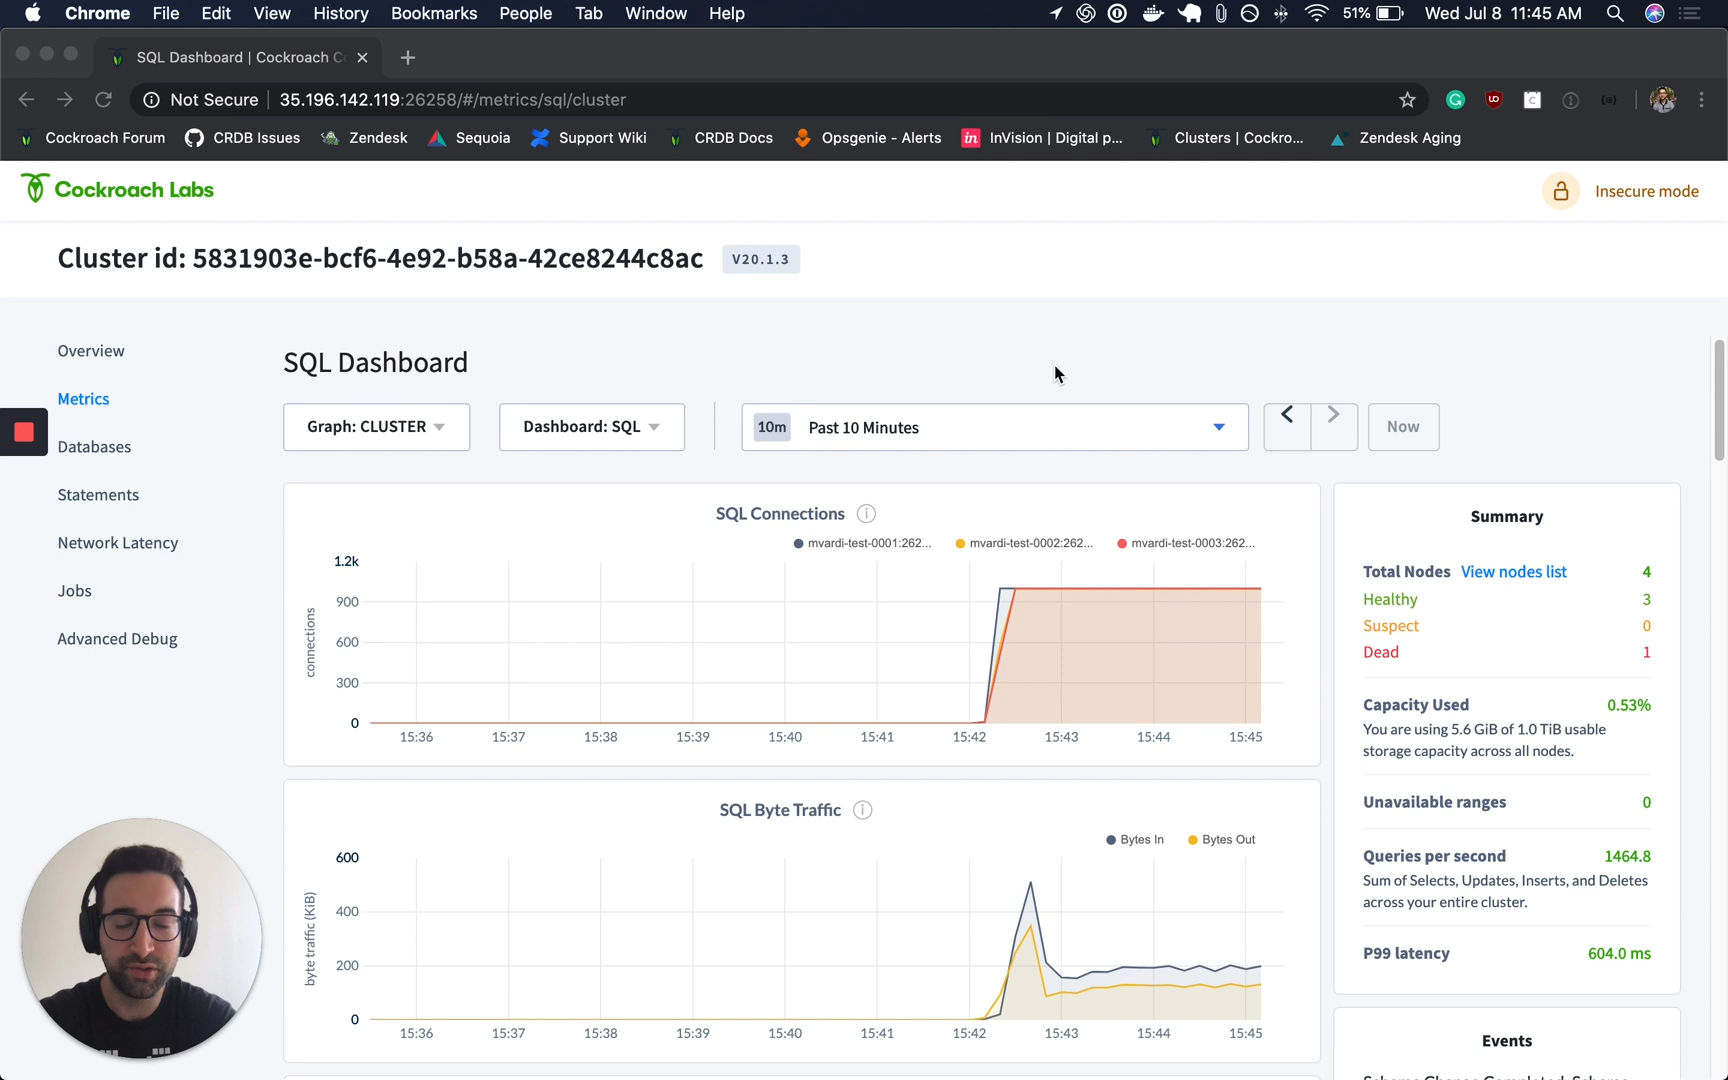 Chrome File Edit View History Bookmarks People Tab Window Help 51% Wed Jul 8 11:45 AM
SQL Dashboard | Cockroach C
Not Secure 35.196.142.119:26258/#/metrics/sql/cluster
Cockroach Forum CRDB Issues Zendesk Sequoia Support Wiki CRDB Docs Opsgenie - Alerts in InVision | Digital p... Clusters | Cockro... Zendesk Aging
Cockroach Labs Insecure mode
Cluster id: 5831903e-bcf6-4e92-b58a-42ce8244c8ac V20.1.3
Overview
Metrics
Databases
Statements
Network Latency
Jobs
Advanced Debug
SQL Dashboard
Graph: CLUSTER Dashboard: SQL 10m Past 10 Minutes Now
SQL Connections
mvardi-test-0001:262... mvardi-test-0002:262... mvardi-test-0003:262...
1.2k
900
600
300
0
connections
15:36 15:37 15:38 15:39 15:40 15:41 15:42 15:43 15:44 15:45
SQL Byte Traffic
Bytes In Bytes Out
600
400
200
0
byte traffic (KiB)
15:36 15:37 15:38 15:39 15:40 15:41 15:42 15:43 15:44 15:45
Summary
Total Nodes View nodes list 4
Healthy 3
Suspect 0
Dead 1
Capacity Used 0.53%
You are using 5.6 GiB of 1.0 TiB usable
storage capacity across all nodes.
Unavailable ranges 0
Queries per second 1464.8
Sum of Selects, Updates, Inserts, and Deletes
across your entire cluster.
P99 latency 604.0 ms
Events
Schema Change Completed: Schema